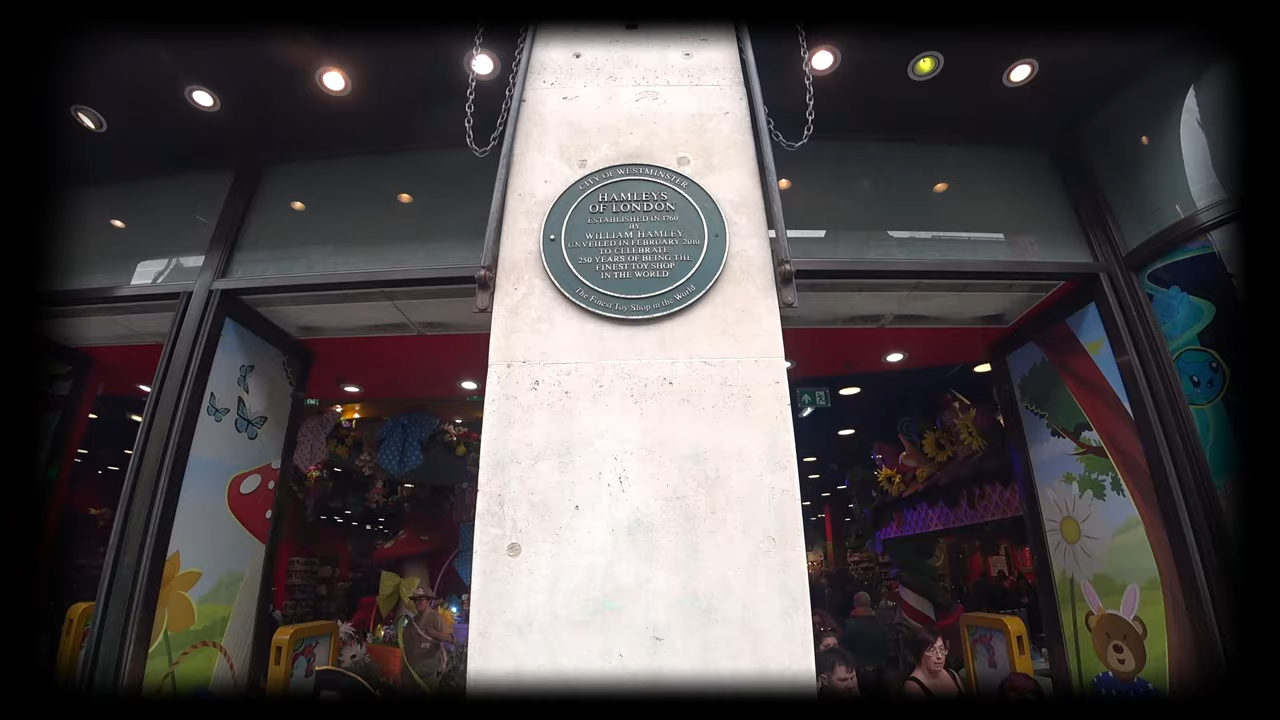 CITY OF WESTMINSTER
HAMLEYS
OF LONDON
ESTABLISHED IN 1760
BY
WILLIAM HAMLEY
UNVEILED IN FEBRUARY 2010
TO CELEBRATE
250 YEARS OF BEING THE
FINEST TOY SHOP
IN THE WORLD
The Finest Toy Shop in the World